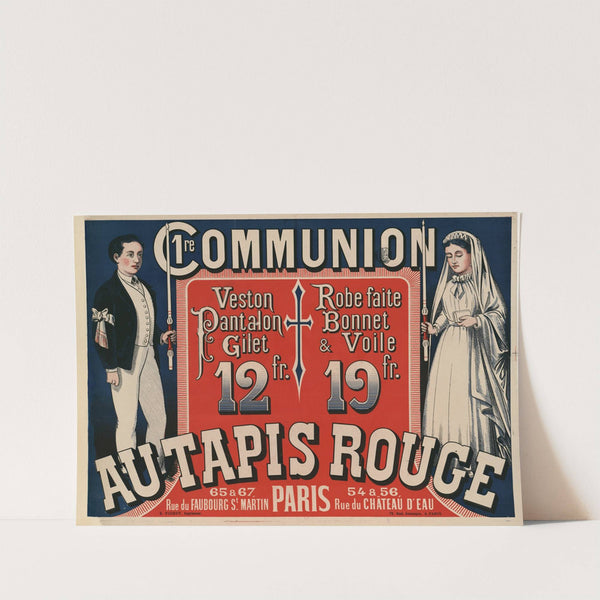 1re COMMUNION
Veston
Pantalon
Gilet
12 fr.
Robe faite
Bonnet
& Voile
19 fr.
AU TAPIS ROUGE
65 & 67
Rue du FAUBOURG St. MARTIN
PARIS
54 & 56
Rue du CHATEAU D'EAU